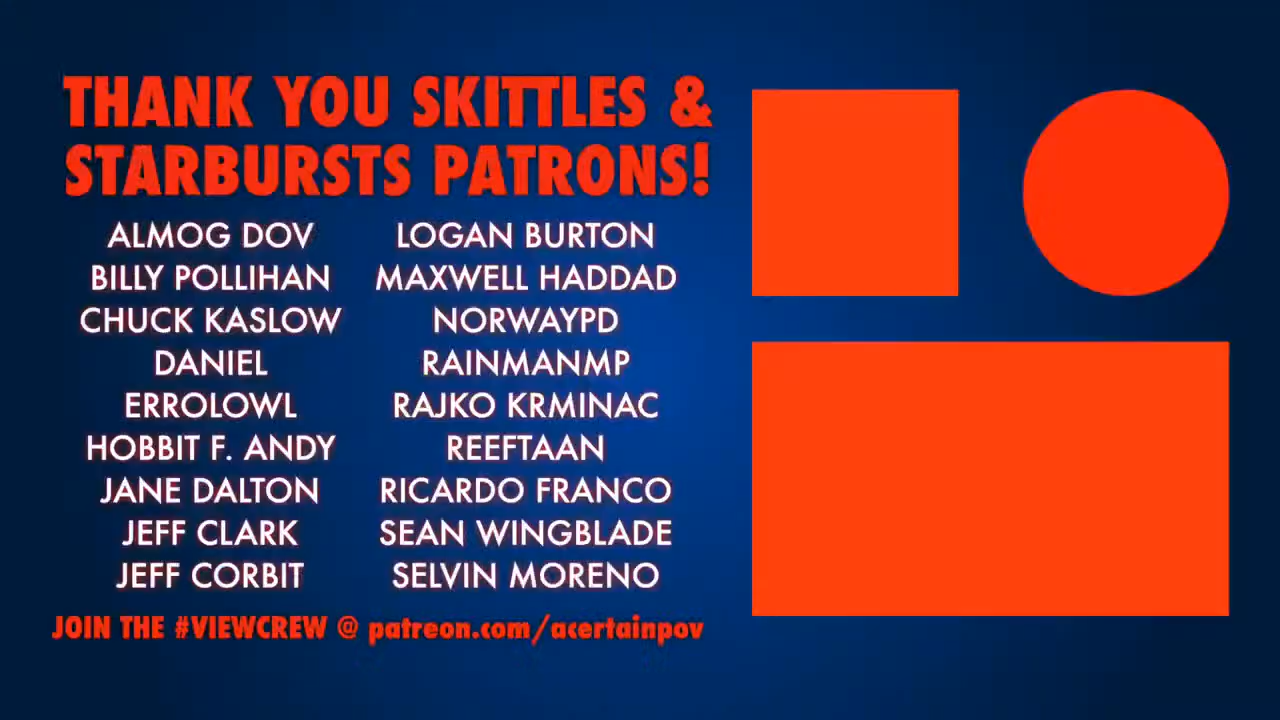 THANK YOU SKITTLES &
STARBURSTS PATRONS!
ALMOG DOV
BILLY POLLIHAN
CHUCK KASLOW
DANIEL
ERROLOWL
HOBBIT F. ANDY
JANE DALTON
JEFF CLARK
JEFF CORBIT
LOGAN BURTON
MAXWELL HADDAD
NORWAYPD
RAINMANMP
RAJKO KRMINAC
REEFTAAN
RICARDO FRANCO
SEAN WINGBLADE
SELVIN MORENO
JOIN THE #VIEWCREW @ patreon.com/acertainpov